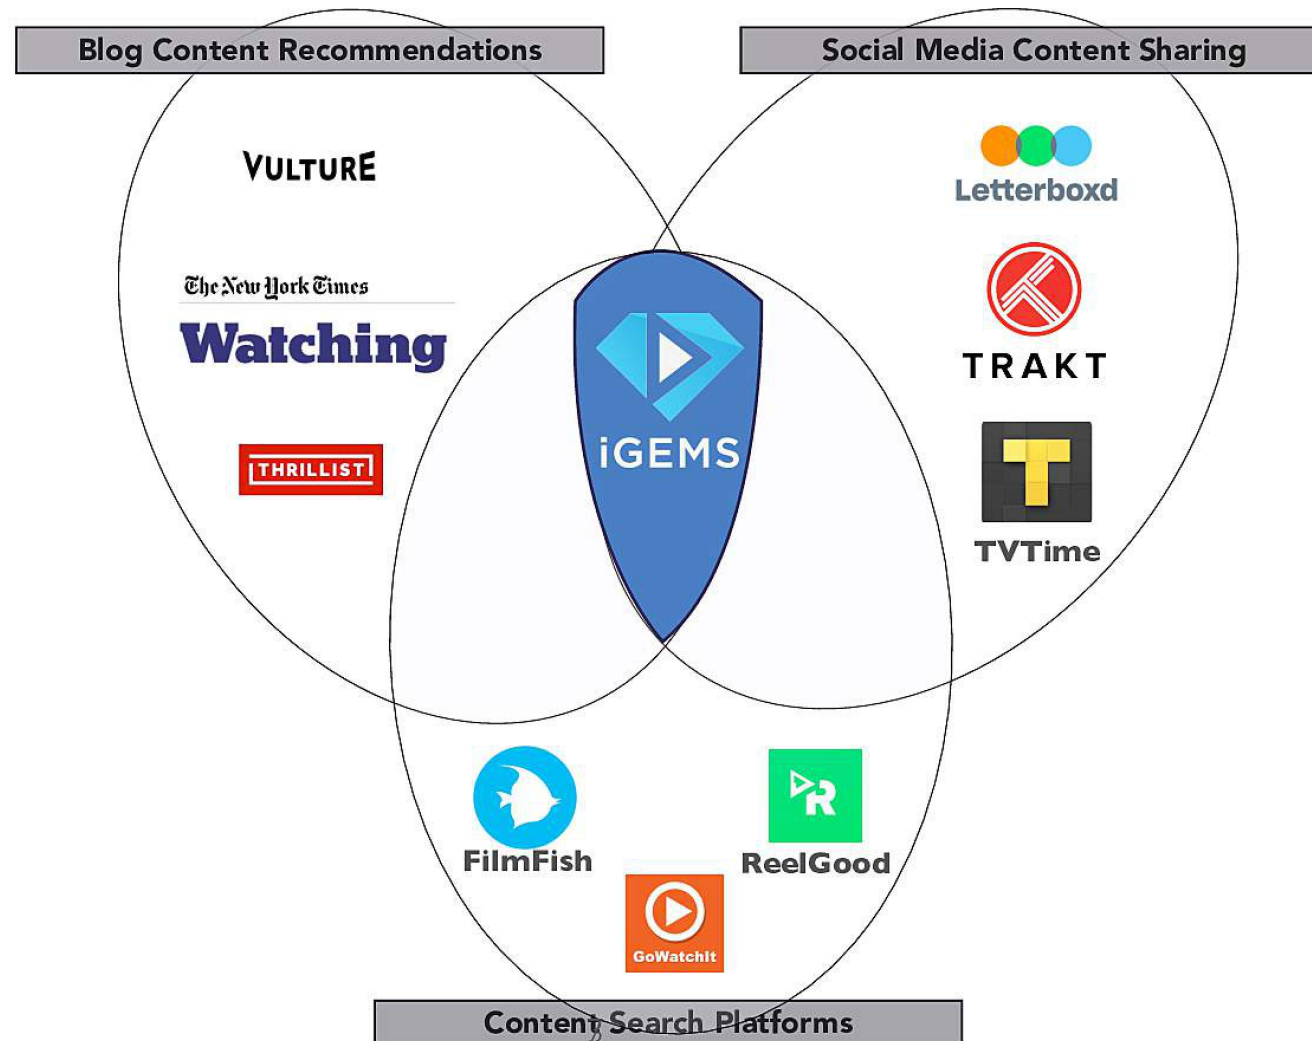 Blog Content Recommendations
Social Media Content Sharing
VULTURE
The New York Times
Watching
THRILLIST
iGEMS
Letterboxd
TRAKT
TVTime
FilmFish
ReelGood
GoWatchIt
Content Search Platforms